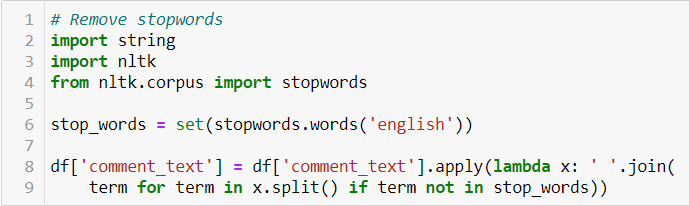 1 # Remove stopwords
2 import string
3 import nltk
4 from nltk.corpus import stopwords
5
6 stop_words = set(stopwords.words('english'))
7
8 df['comment_text'] = df['comment_text'].apply(lambda x: ' '.join(
9     term for term in x.split() if term not in stop_words))